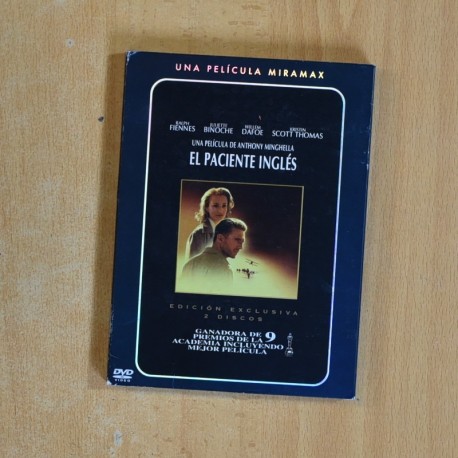 UNA PELÍCULA MIRAMAX
RALPH FIENNES JULIETTE BINOCHE WILLEM DAFOE KRISTIN SCOTT THOMAS
UNA PELÍCULA DE ANTHONY MINGHELLA
EL PACIENTE INGLÉS
EDICIÓN EXCLUSIVA
2 DISCOS
GANADORA DE 9
PREMIOS DE LA
ACADEMIA INCLUYENDO
MEJOR PELÍCULA
DVD
VIDEO